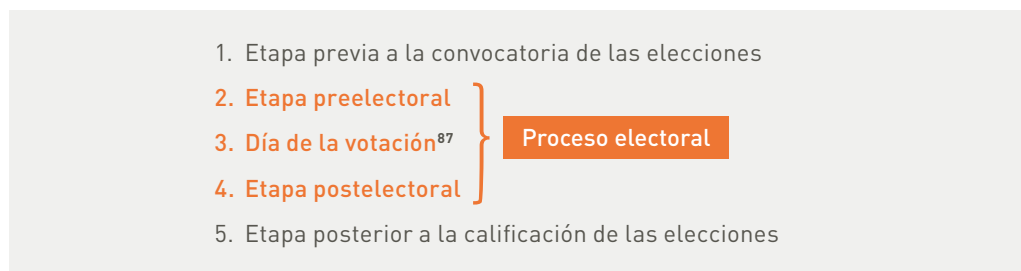 1. Etapa previa a la convocatoria de las elecciones
2. Etapa preelectoral
3. Día de la votación87
Proceso electoral
4. Etapa postelectoral
5. Etapa posterior a la calificación de las elecciones